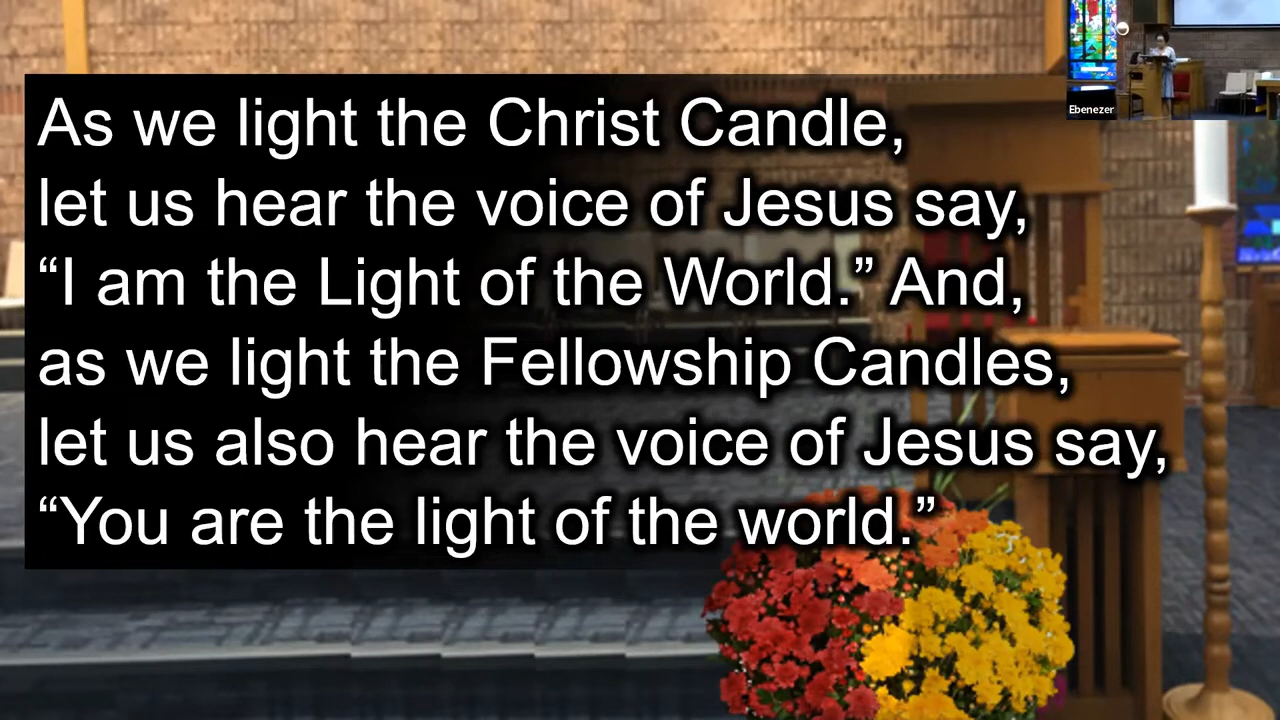 As we light the Christ Candle,
let us hear the voice of Jesus say,
“I am the Light of the World.” And,
as we light the Fellowship Candles,
let us also hear the voice of Jesus say,
“You are the light of the world.”
Ebenezer